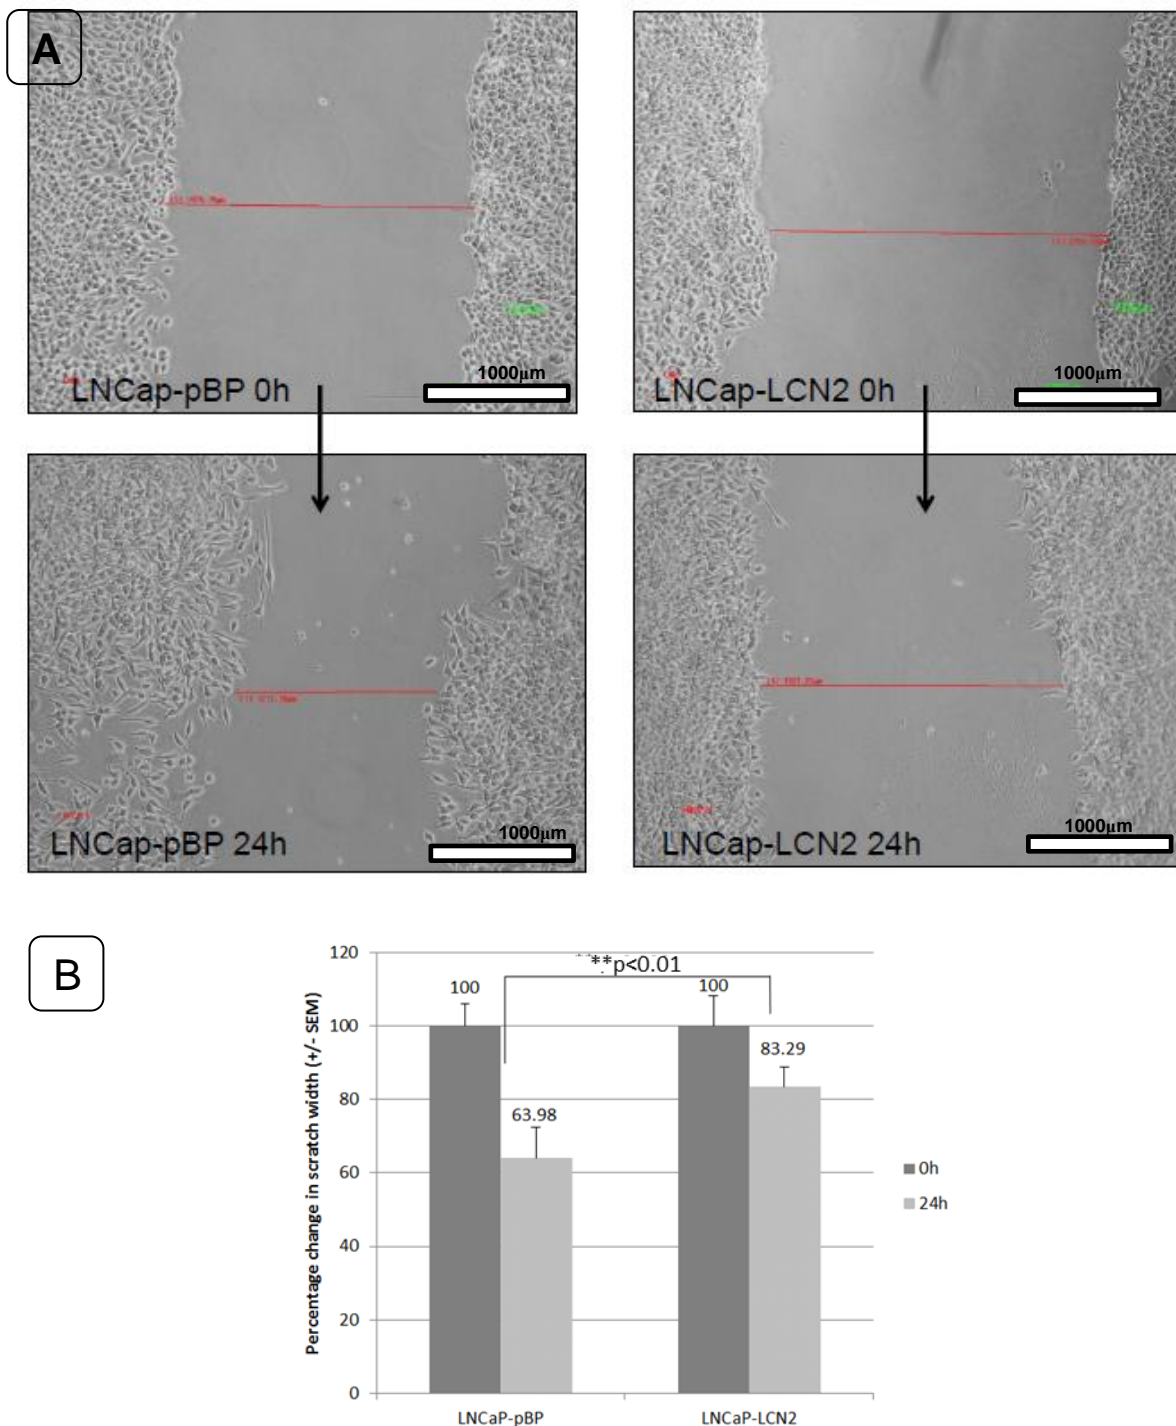 A
LNCap-pBP 0h
1000μm
LNCap-LCN2 0h
1000μm
LNCap-pBP 24h
1000μm
LNCap-LCN2 24h
1000μm
B
Percentage change in scratch width (+/- SEM)
120
100
80
60
40
20
0
**p<0.01
100
63.98
100
83.29
0h
24h
LNCaP-pBP
LNCaP-LCN2